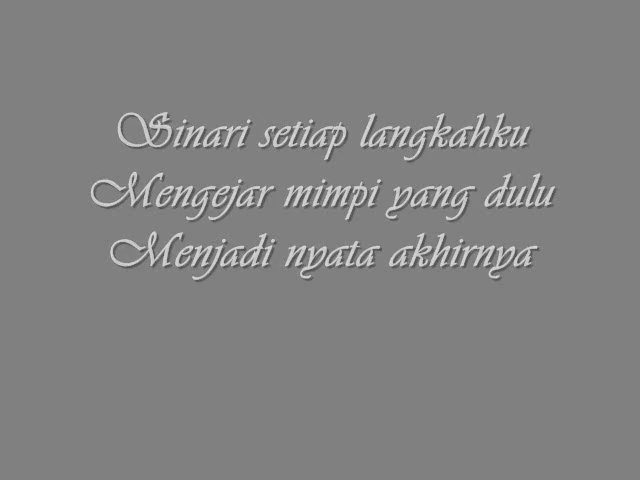 Sinari setiap langkahku
Mengejar mimpi yang dulu
Menjadi nyata akhirnya